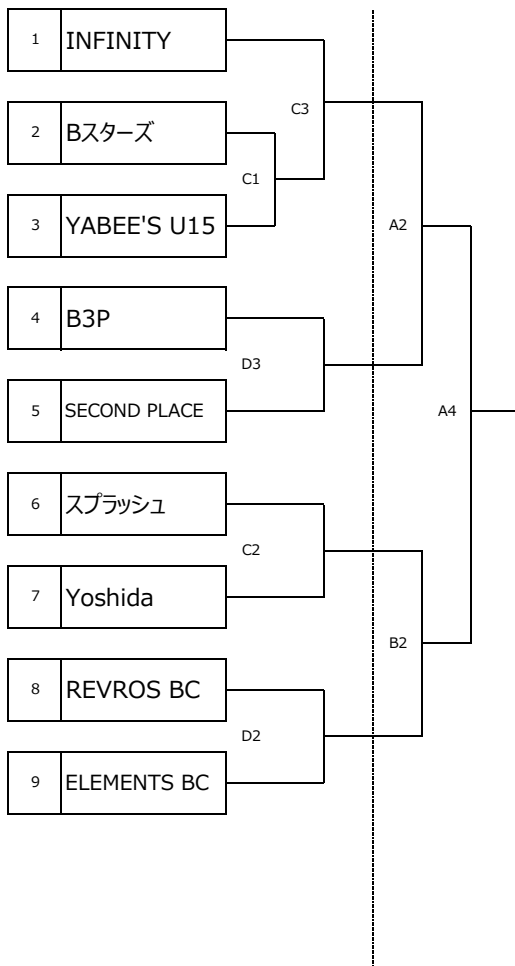 1 INFINITY
C3
2 Bスターズ
C1
3 YABEE'S U15
A2
4 B3P
D3
5 SECOND PLACE
A4
6 スプラッシュ
C2
7 Yoshida
B2
8 REVROS BC
D2
9 ELEMENTS BC